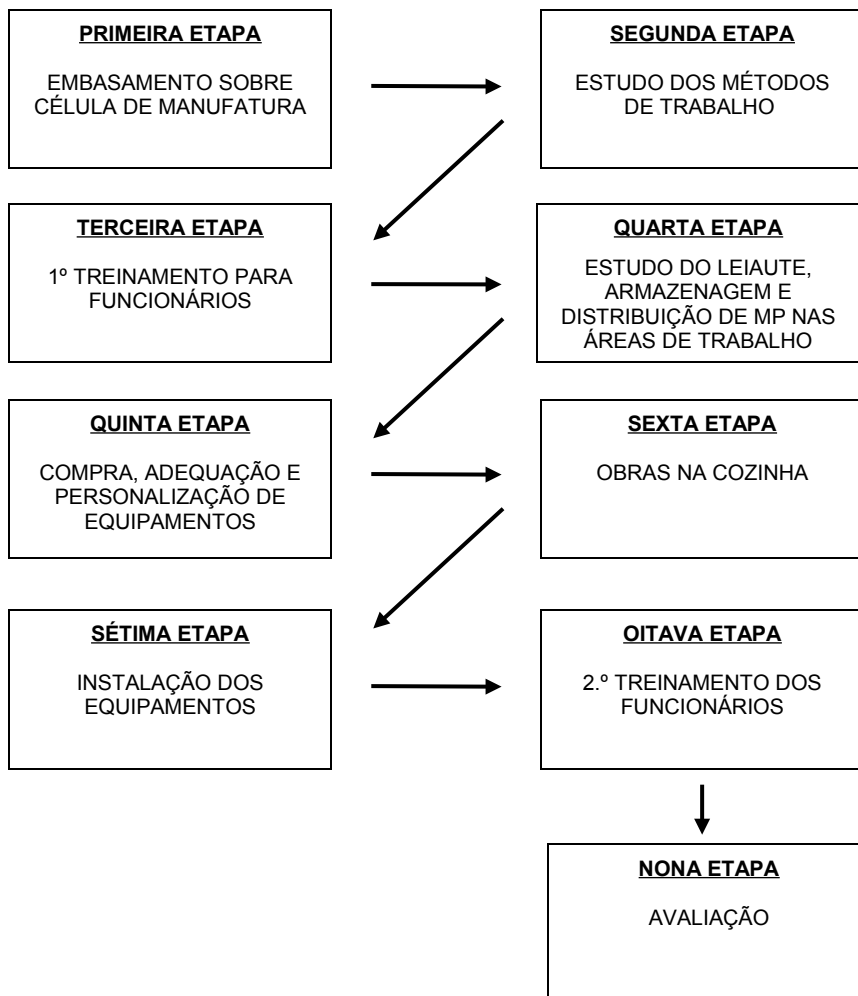 PRIMEIRA ETAPA
EMBASAMENTO SOBRE
CÉLULA DE MANUFATURA
SEGUNDA ETAPA
ESTUDO DOS MÉTODOS
DE TRABALHO
TERCEIRA ETAPA
1º TREINAMENTO PARA
FUNCIONÁRIOS
QUARTA ETAPA
ESTUDO DO LEIAUTE,
ARMAZENAGEM E
DISTRIBUIÇÃO DE MP NAS
ÁREAS DE TRABALHO
QUINTA ETAPA
COMPRA, ADEQUAÇÃO E
PERSONALIZAÇÃO DE
EQUIPAMENTOS
SEXTA ETAPA
OBRAS NA COZINHA
SÉTIMA ETAPA
INSTALAÇÃO DOS
EQUIPAMENTOS
OITAVA ETAPA
2.º TREINAMENTO DOS
FUNCIONÁRIOS
NONA ETAPA
AVALIAÇÃO